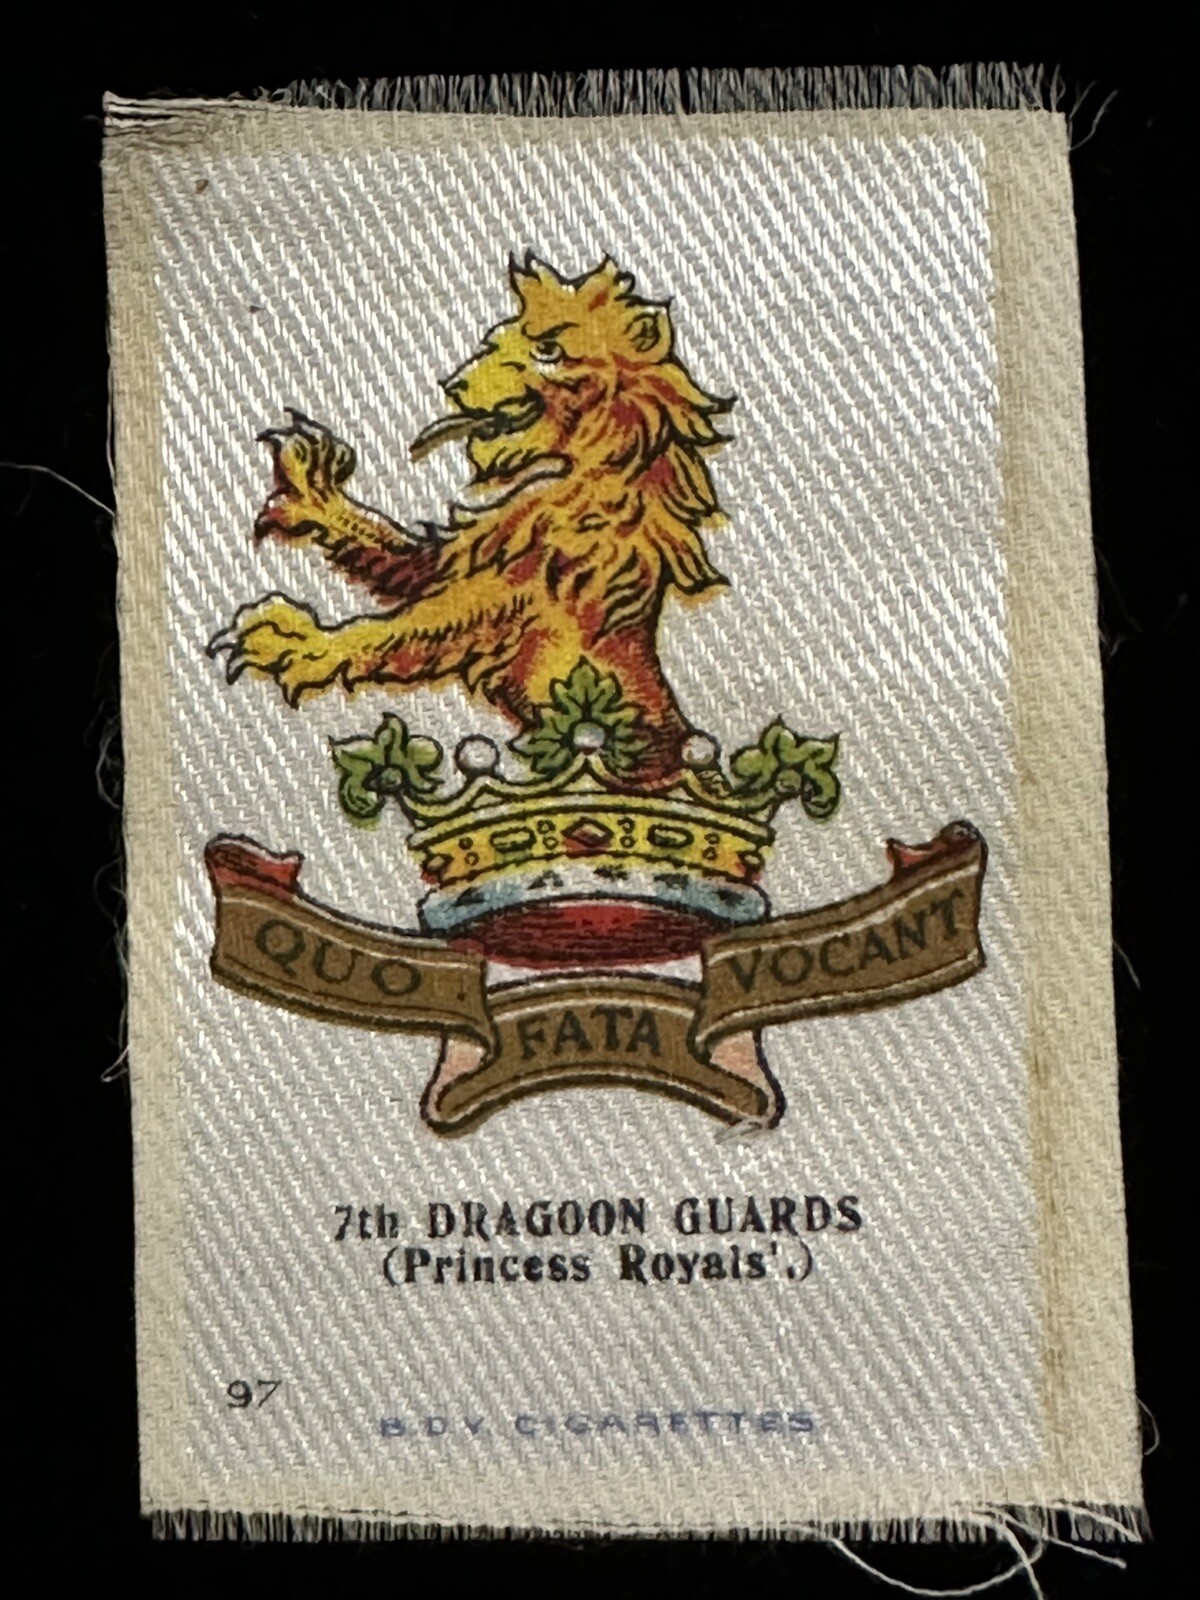 QUO
FATA
VOCANT
7th DRAGOON GUARDS
(Princess Royals'.)
97
B.D.V. CIGARETTES